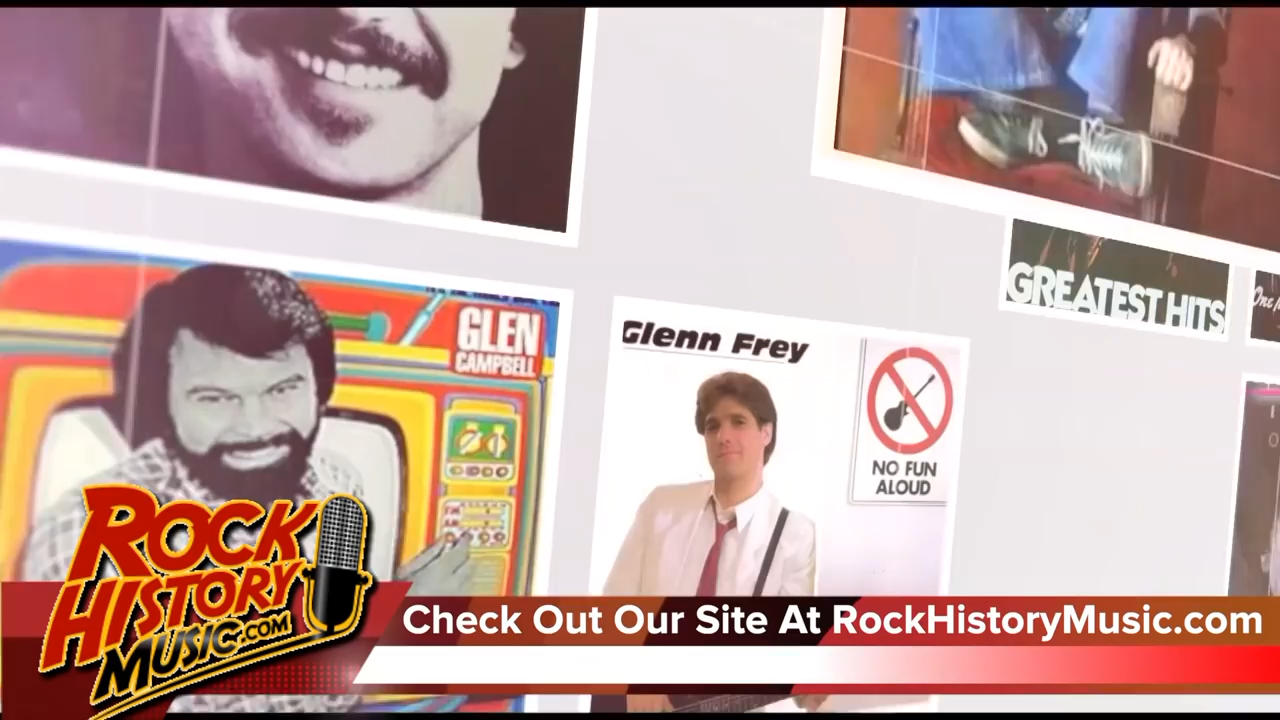 GREATEST HITS
One
GLEN
CAMPBELL
Glenn Frey
NO FUN
ALOUD
ROCK
HISTORY
MUSIC.COM
Check Out Our Site At RockHistoryMusic.com